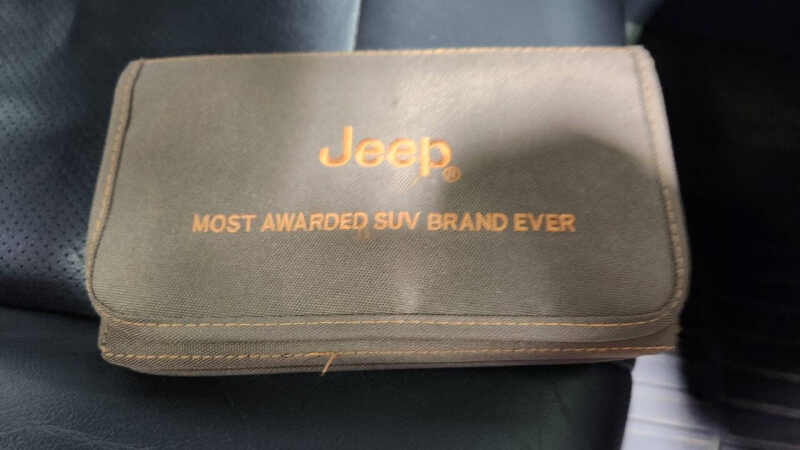 Jeep®
MOST AWARDED SUV BRAND EVER